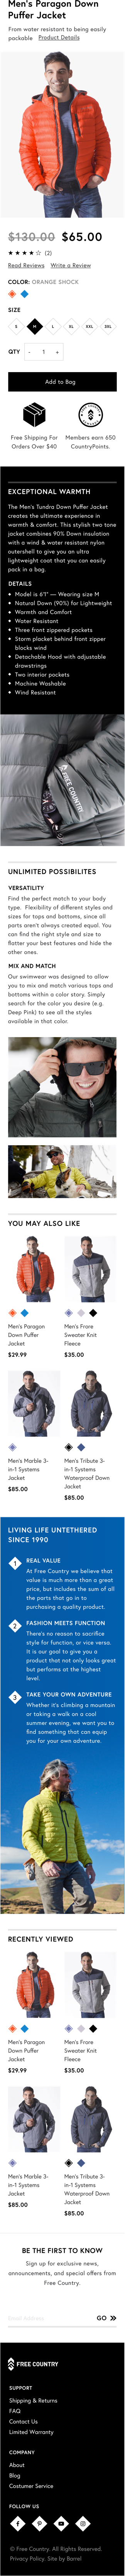 Men's Paragon Down
Puffer Jacket
From water resistant to being easily
packable Product Details
$130.00 $65.00
★ ★ ★ ★ ☆ (2)
Read Reviews Write a Review
COLOR: ORANGE SHOCK
SIZE
S M L XL XXL 3XL
QTY - 1 +
Add to Bag
Free Shipping For
Orders Over $40
Members earn 650
CountryPoints.
EXCEPTIONAL WARMTH
The Men's Tundra Down Puffer Jacket
creates the ultimate experience in
warmth & comfort. This stylish two tone
jacket combines 90% Down insulation
with a wind & water resistant nylon
outershell to give you an ultra
lightweight coat that you can easily
pack in a bag.
DETAILS
Model is 6'1" — Wearing size M
Natural Down (90%) for Lightweight
Warmth and Comfort
Water Resistant
Three front zippered pockets
Storm placket behind front zipper
blocks wind
Detachable Hood with adjustable
drawstrings
Two interior pockets
Machine Washable
Wind Resistant
FREE COUNTRY
UNLIMITED POSSIBILITES
VERSATILITY
Find the perfect match to your body
shape. Flexibility of different styles and
sizes for tops and bottoms, since all
parts aren't always created equal. You
can find the right style and size to
flatter your best features and hide the
other ones.
MIX AND MATCH
Our swimwear was designed to allow
you to mix and match various tops and
bottoms within a color story. Simply
search for the color you desire (e.g.
Deep Pink) to see all the styles
available in that color.
YOU MAY ALSO LIKE
Men's Paragon
Down Puffer
Jacket
$29.99
Men's Frore
Sweater Knit
Fleece
$35.00
Men's Marble 3-
in-1 Systems
Jacket
$85.00
Men's Tribute 3-
in-1 Systems
Waterproof Down
Jacket
$85.00
LIVING LIFE UNTETHERED
SINCE 1990
1 REAL VALUE
At Free Country we believe that
value is much more than a great
price, but includes the sum of all
the parts that go in to
purchasing a quality product.
2 FASHION MEETS FUNCTION
There's no reason to sacrifice
style for function, or vice versa.
It is our goal to give you a
product that not only looks great
but performs at the highest
level.
3 TAKE YOUR OWN ADVENTURE
Whether it's climbing a mountain
or taking a walk on a cool
summer evening, we want you to
find something that can equip
you for your own adventure.
RECENTLY VIEWED
Men's Paragon
Down Puffer
Jacket
$29.99
Men's Frore
Sweater Knit
Fleece
$35.00
Men's Marble 3-
in-1 Systems
Jacket
$85.00
Men's Tribute 3-
in-1 Systems
Waterproof Down
Jacket
$85.00
BE THE FIRST TO KNOW
Sign up for exclusive news,
announcements, and special offers from
Free Country.
Email Address GO
FREE COUNTRY
SUPPORT
Shipping & Returns
FAQ
Contact Us
Limited Warranty
COMPANY
About
Blog
Costumer Service
FOLLOW US
© Free Country. All Rights Reserved.
Privacy Policy. Site by Barrel